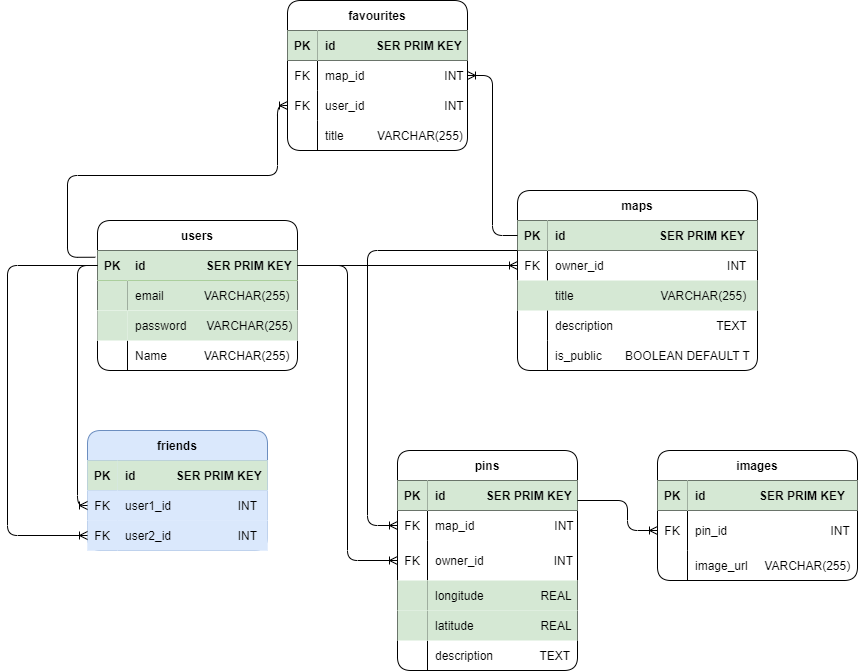 favourites
PK id SER PRIM KEY
FK map_id INT
FK user_id INT
title VARCHAR(255)
maps
PK id SER PRIM KEY
FK owner_id INT
title VARCHAR(255)
description TEXT
is_public BOOLEAN DEFAULT T
users
PK id SER PRIM KEY
email VARCHAR(255)
password VARCHAR(255)
Name VARCHAR(255)
friends
PK id SER PRIM KEY
FK user1_id INT
FK user2_id INT
pins
PK id SER PRIM KEY
FK map_id INT
FK owner_id INT
longitude REAL
latitude REAL
description TEXT
images
PK id SER PRIM KEY
FK pin_id INT
image_url VARCHAR(255)